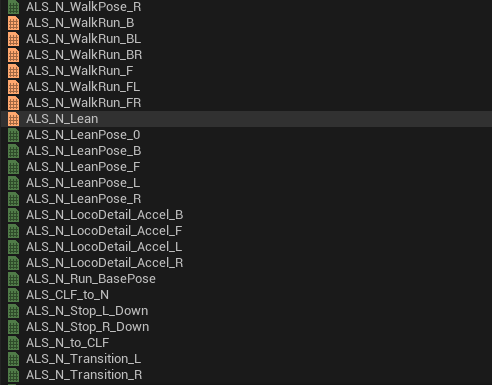 ALS_N_WalkPose_R
ALS_N_WalkRun_B
ALS_N_WalkRun_BL
ALS_N_WalkRun_BR
ALS_N_WalkRun_F
ALS_N_WalkRun_FL
ALS_N_WalkRun_FR
ALS_N_Lean
ALS_N_LeanPose_0
ALS_N_LeanPose_B
ALS_N_LeanPose_F
ALS_N_LeanPose_L
ALS_N_LeanPose_R
ALS_N_LocoDetail_Accel_B
ALS_N_LocoDetail_Accel_F
ALS_N_LocoDetail_Accel_L
ALS_N_LocoDetail_Accel_R
ALS_N_Run_BasePose
ALS_CLF_to_N
ALS_N_Stop_L_Down
ALS_N_Stop_R_Down
ALS_N_to_CLF
ALS_N_Transition_L
ALS_N_Transition_R